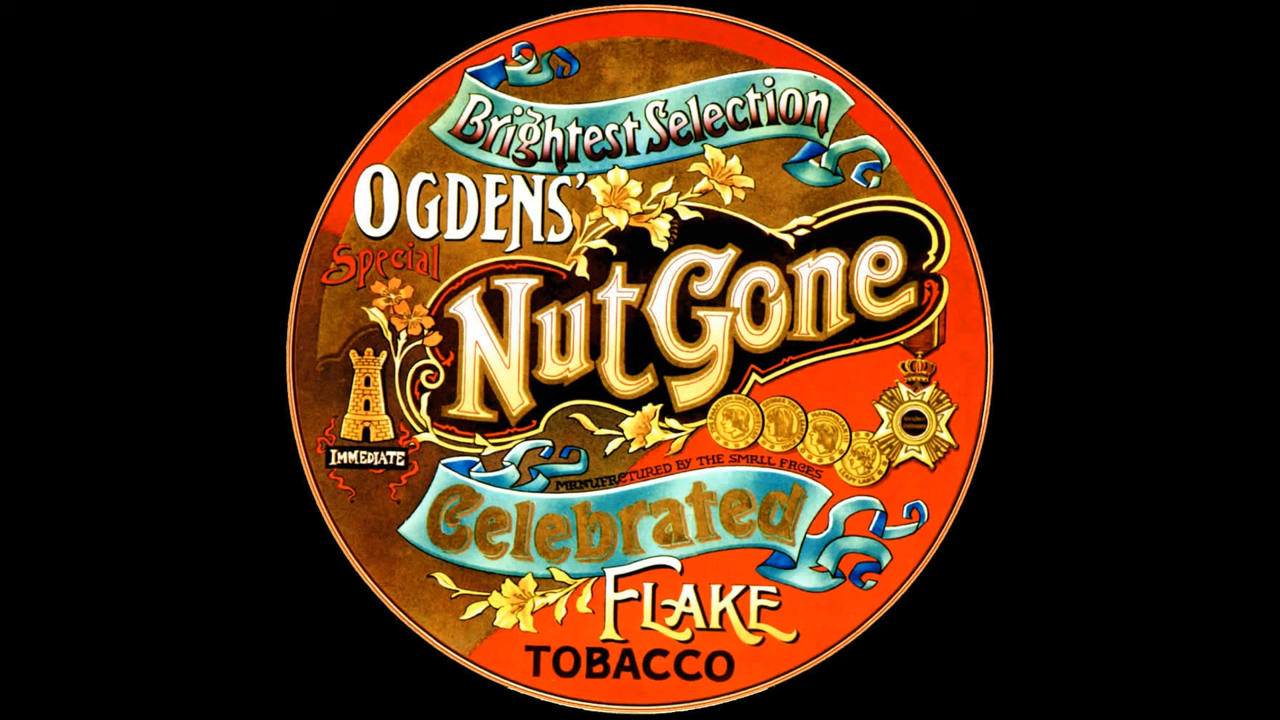 Brightest Selection
OGDENS'
Special
Nut Gone
IMMEDIATE
MANUFACTURED BY THE SMALL FACES
Celebrated
FLAKE
TOBACCO